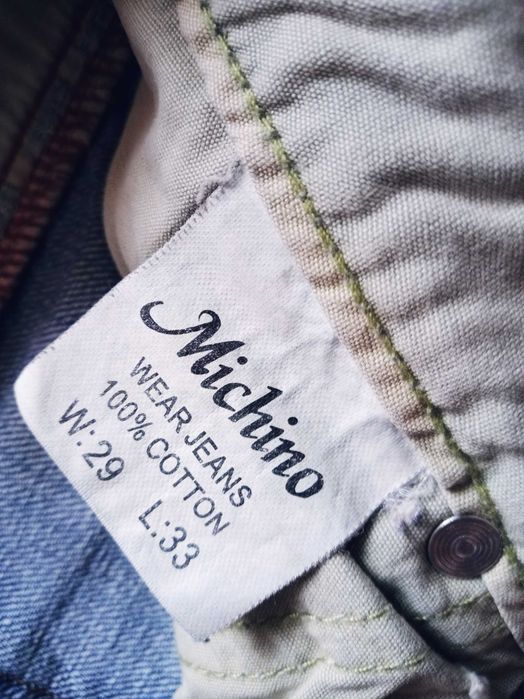 Michino
WEAR JEANS
100% COTTON
W:29 L:33